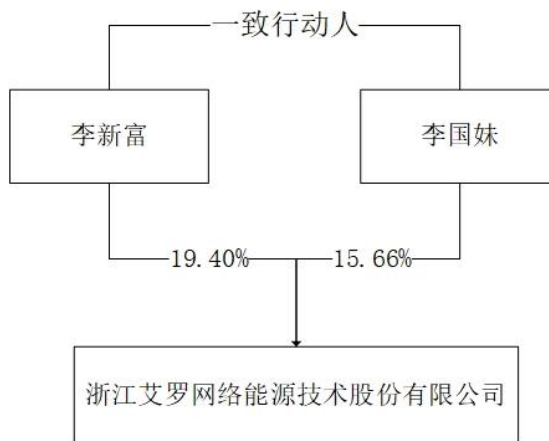 一致行动人
李新富
李国妹
19.40%
15.66%
浙江艾罗网络能源技术股份有限公司